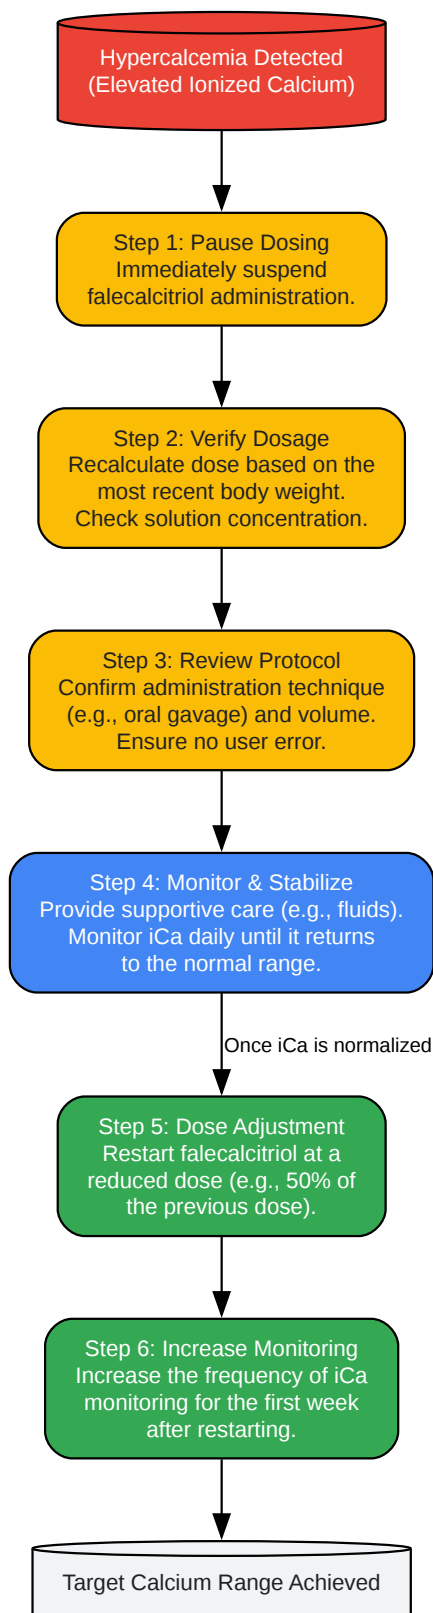 Hypercalcemia Detected
(Elevated Ionized Calcium)
Step 1: Pause Dosing
Immediately suspend
falecalcitriol administration.
Step 2: Verify Dosage
Recalculate dose based on the
most recent body weight.
Check solution concentration.
Step 3: Review Protocol
Confirm administration technique
(e.g., oral gavage) and volume.
Ensure no user error.
Step 4: Monitor & Stabilize
Provide supportive care (e.g., fluids).
Monitor iCa daily until it returns
to the normal range.
Once iCa is normalized
Step 5: Dose Adjustment
Restart falecalcitriol at a
reduced dose (e.g., 50% of
the previous dose).
Step 6: Increase Monitoring
Increase the frequency of iCa
monitoring for the first week
after restarting.
Target Calcium Range Achieved